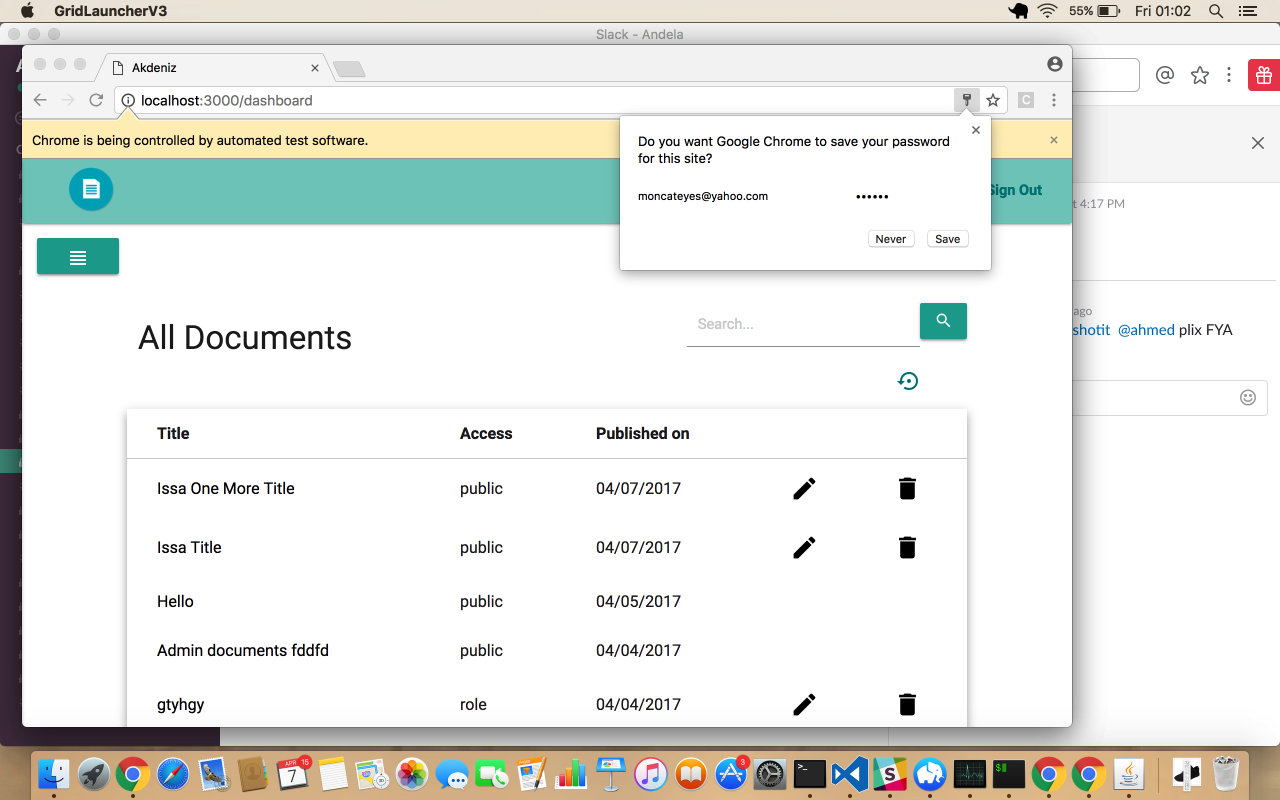 GridLauncherV3
55%
Fri 01:02
Slack - Andela
Akdeniz
localhost:3000/dashboard
C
Chrome is being controlled by automated test software.
Do you want Google Chrome to save your password
for this site?
moncateyes@yahoo.com
••••••
Never
Save
Sign Out
4:17 PM
All Documents
Search...
ago
shotit @ahmed plix FYA
Title Access Published on
Issa One More Title public 04/07/2017
Issa Title public 04/07/2017
Hello public 04/05/2017
Admin documents fddfd public 04/04/2017
gtyhgy role 04/04/2017
APR 15
7
3